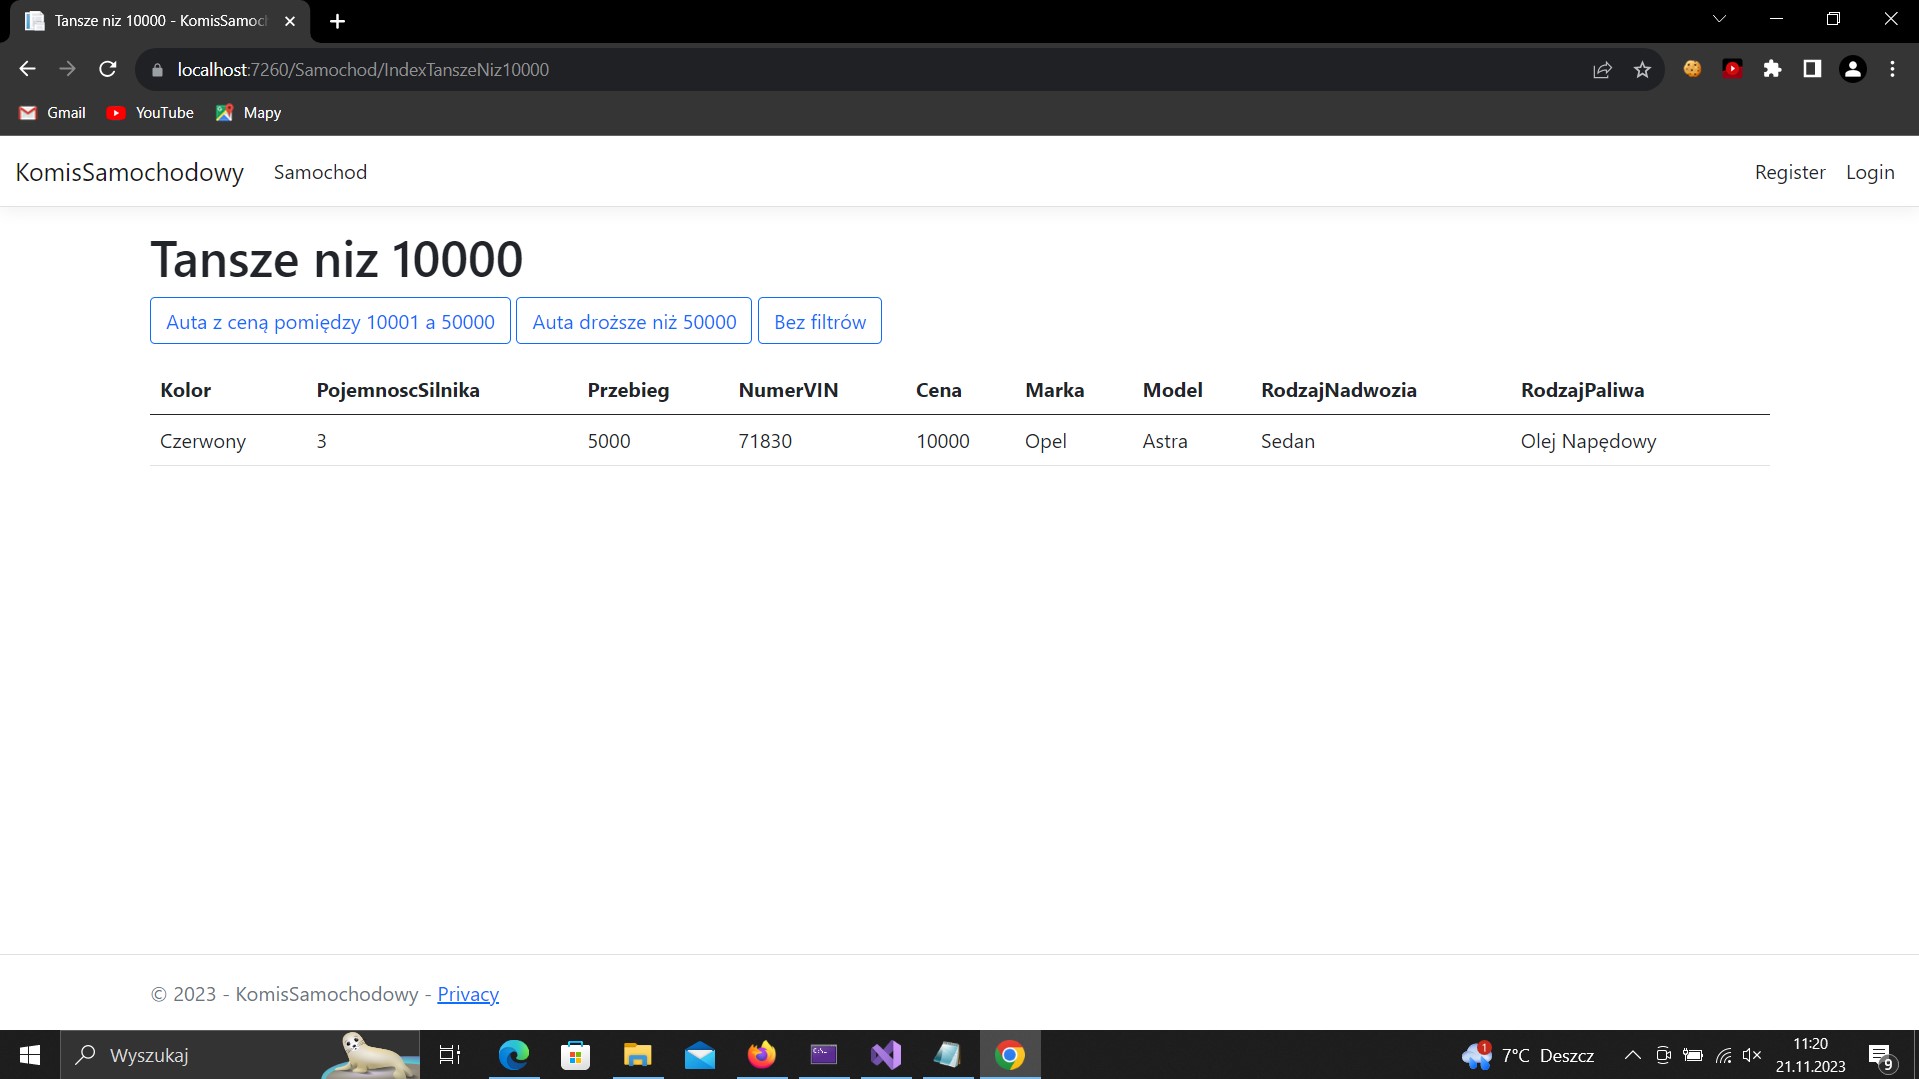 Tansze niz 10000 - KomisSamoch
localhost:7260/Samochod/IndexTanszeNiz10000
Gmail YouTube Mapy
KomisSamochodowy Samochod Register Login
Tansze niz 10000
Auta z ceną pomiędzy 10001 a 50000 Auta droższe niż 50000 Bez filtrów
Kolor PojemnoscSilnika Przebieg NumerVIN Cena Marka Model RodzajNadwozia RodzajPaliwa
Czerwony 3 5000 71830 10000 Opel Astra Sedan Olej Napędowy
© 2023 - KomisSamochodowy - Privacy
Wyszukaj 1 7°C Deszcz 11:20
21.11.2023 9